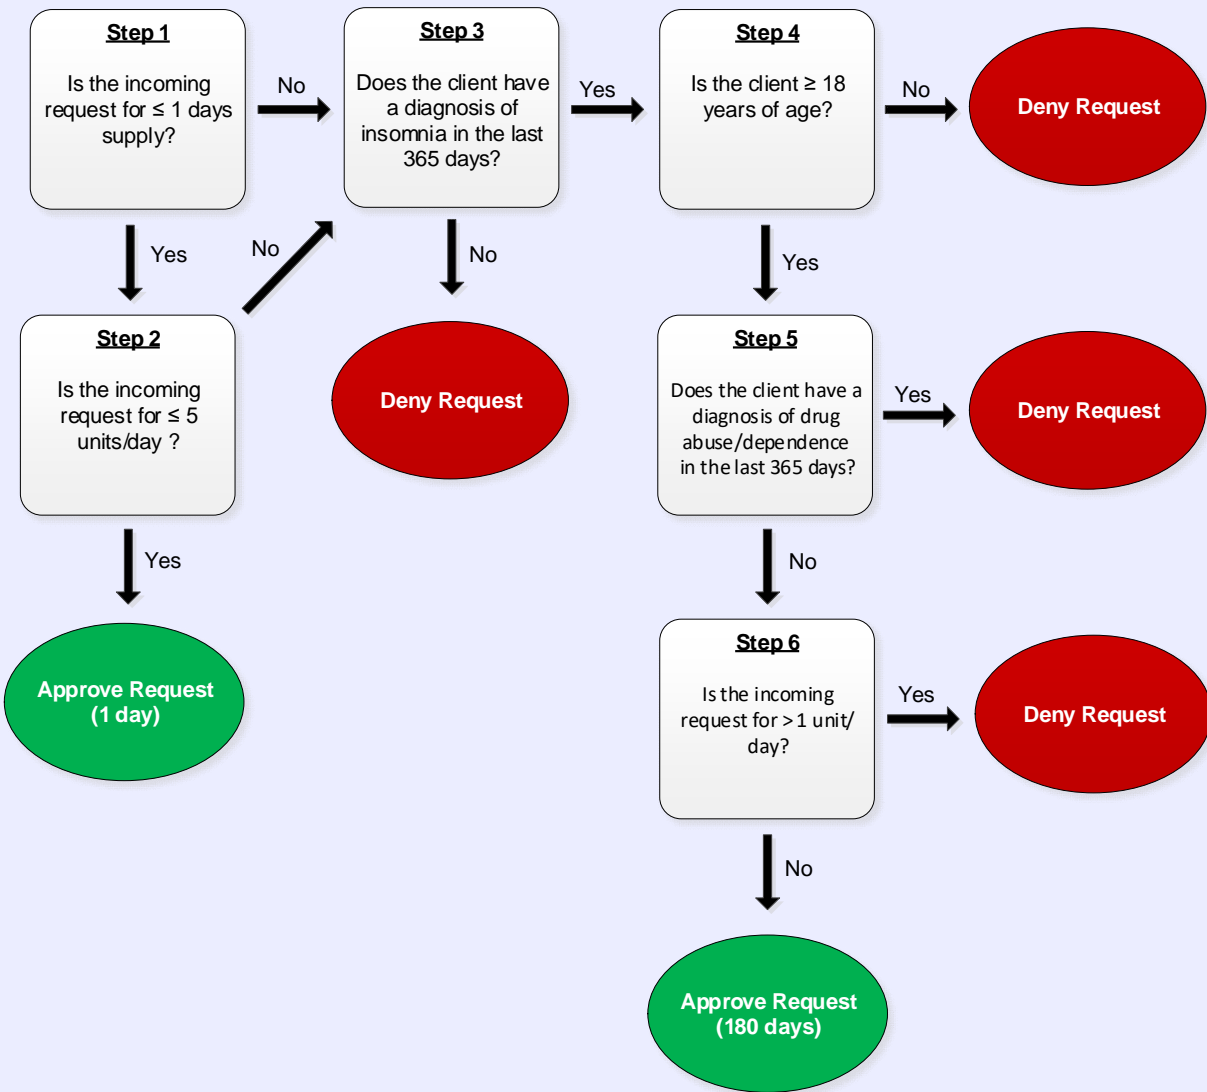 Step 1
Is the incoming
request for ≤ 1 days
supply?
No
Step 3
Does the client have
a diagnosis of
insomnia in the last
365 days?
Yes
Step 4
Is the client ≥ 18
years of age?
No
Deny Request
Yes
No
No
Yes
Step 2
Is the incoming
request for ≤ 5
units/day ?
Deny Request
Step 5
Does the client have a
diagnosis of drug
abuse/dependence
in the last 365 days?
Yes
Deny Request
Yes
No
Approve Request
(1 day)
Step 6
Is the incoming
request for >1 unit/
day?
Yes
Deny Request
No
Approve Request
(180 days)